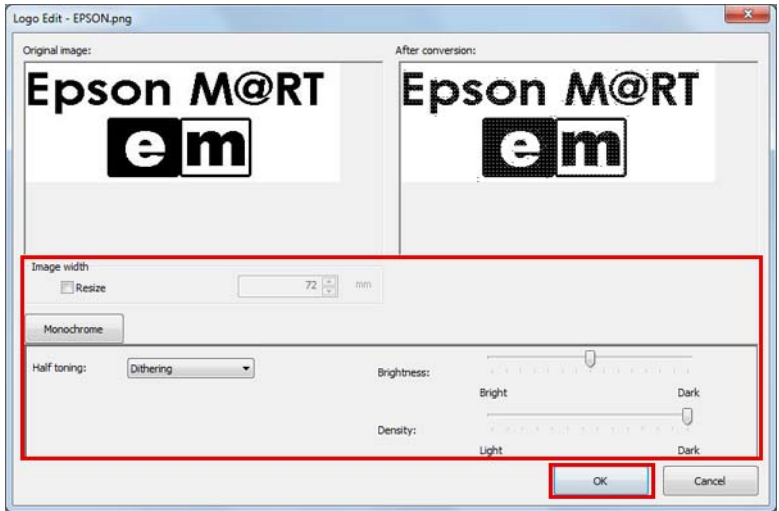 Logo Edit - EPSON.png
Original image:
After conversion:
Epson M@RT
em
Epson M@RT
em
Image width
Resize
72
mm
Monochrome
Half toning:
Dithering
Brightness:
Bright
Dark
Density:
Light
Dark
OK
Cancel